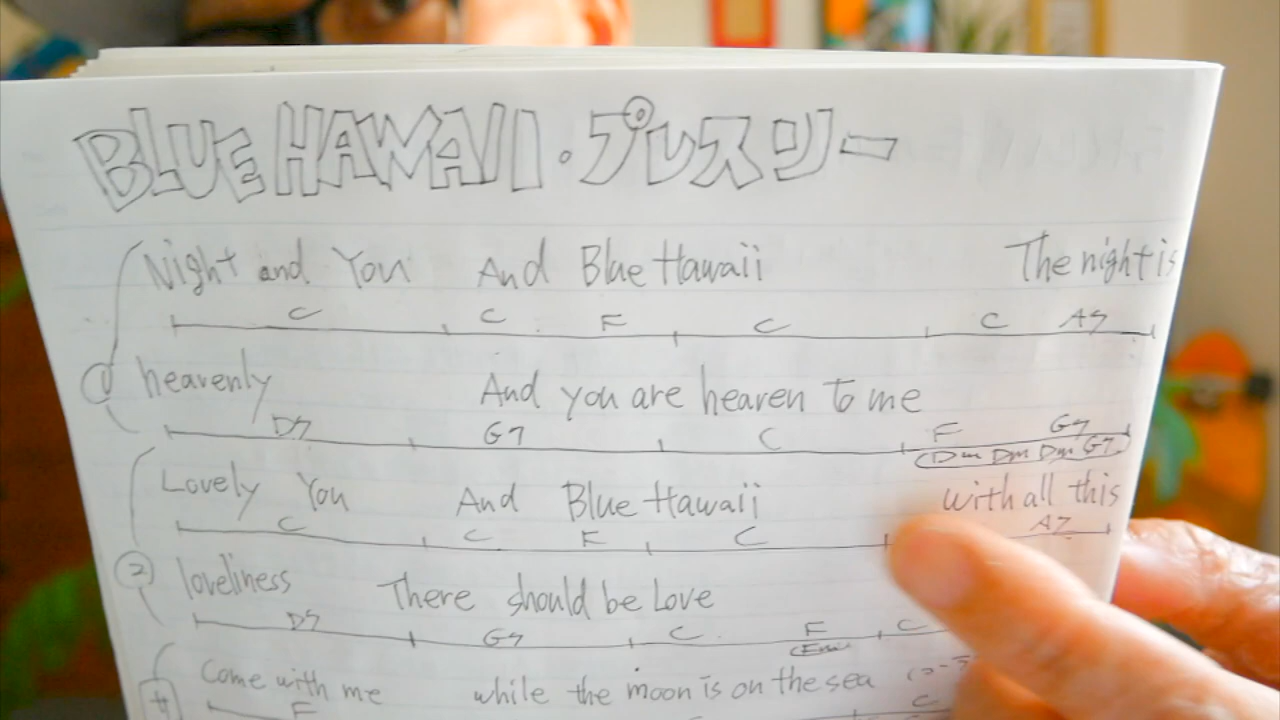 BLUE HAWAII・プレスリー
Night and You And Blue Hawaii The night is
C C F C C A7
① heavenly And you are heaven to me
D7 G7 C F G7
(Dm Dm Dm G7)
Lovely You And Blue Hawaii with all this
C C F C A7
② loveliness There should be Love
D7 G7 C F C
(Em)
Come with me while the moon is on the sea
F C